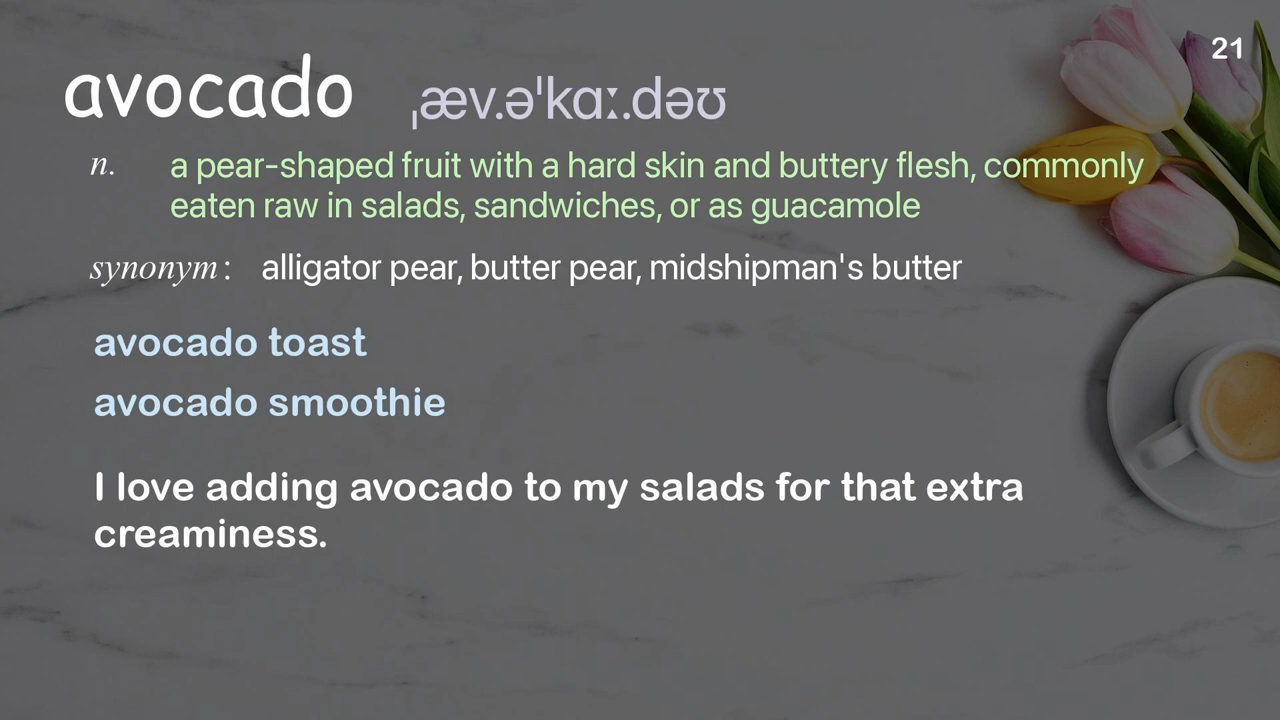 21
avocado ˌæv.əˈkɑː.dəʊ
n. a pear-shaped fruit with a hard skin and buttery flesh, commonly
eaten raw in salads, sandwiches, or as guacamole
synonym: alligator pear, butter pear, midshipman's butter
avocado toast
avocado smoothie
I love adding avocado to my salads for that extra
creaminess.